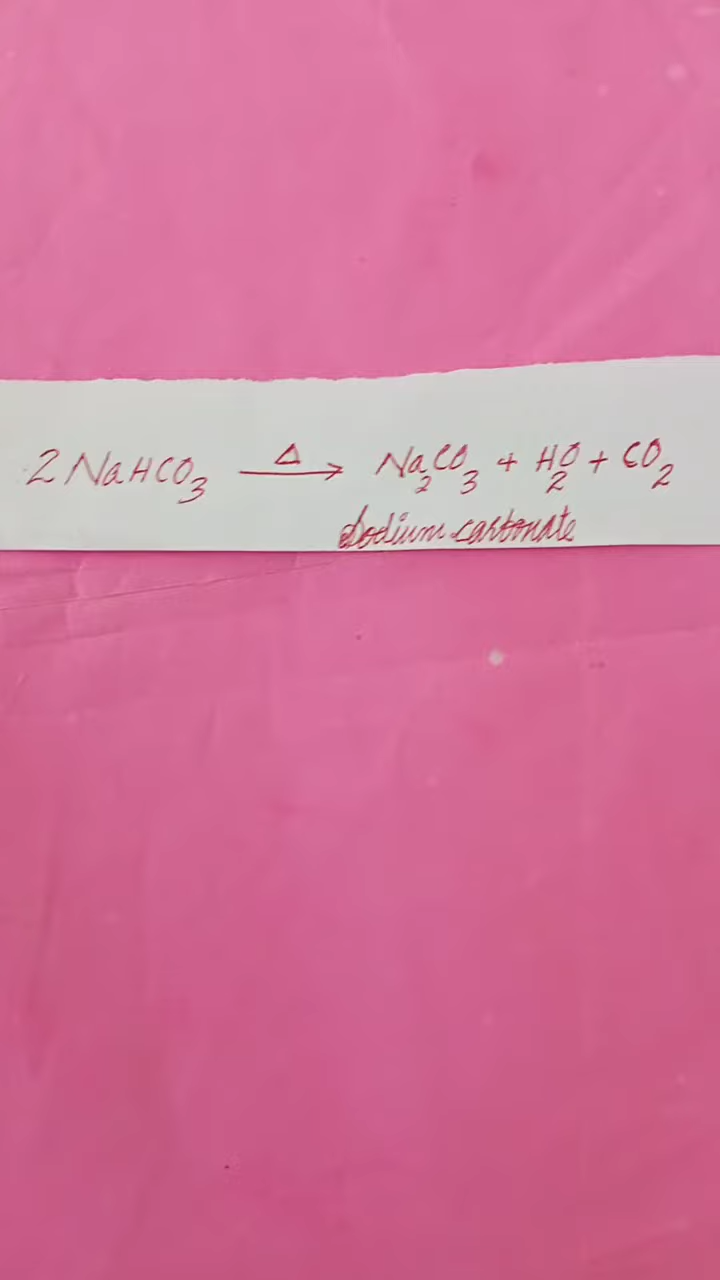 2NaHCO₃ —Δ→ Na₂CO₃ + H₂O + CO₂
Sodium carbonate